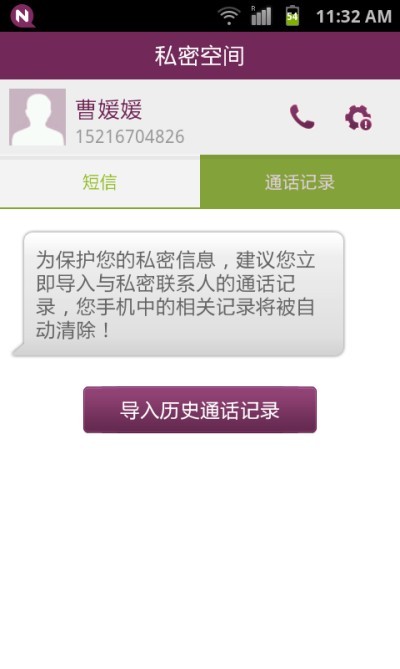 N
R
54
11:32 AM
私密空间
曹媛媛
15216704826
短信
通话记录
为保护您的私密信息，建议您立
即导入与私密联系人的通话记
录，您手机中的相关记录将被自
动清除！
导入历史通话记录